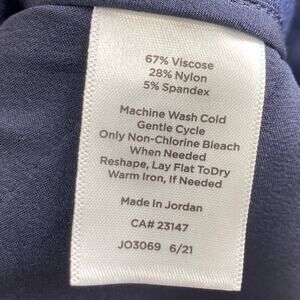 67% Viscose
28% Nylon
5% Spandex
Machine Wash Cold
Gentle Cycle
Only Non-Chlorine Bleach
When Needed
Reshape, Lay Flat ToDry
Warm Iron, If Needed
Made In Jordan
CA# 23147
JO3069 6/21